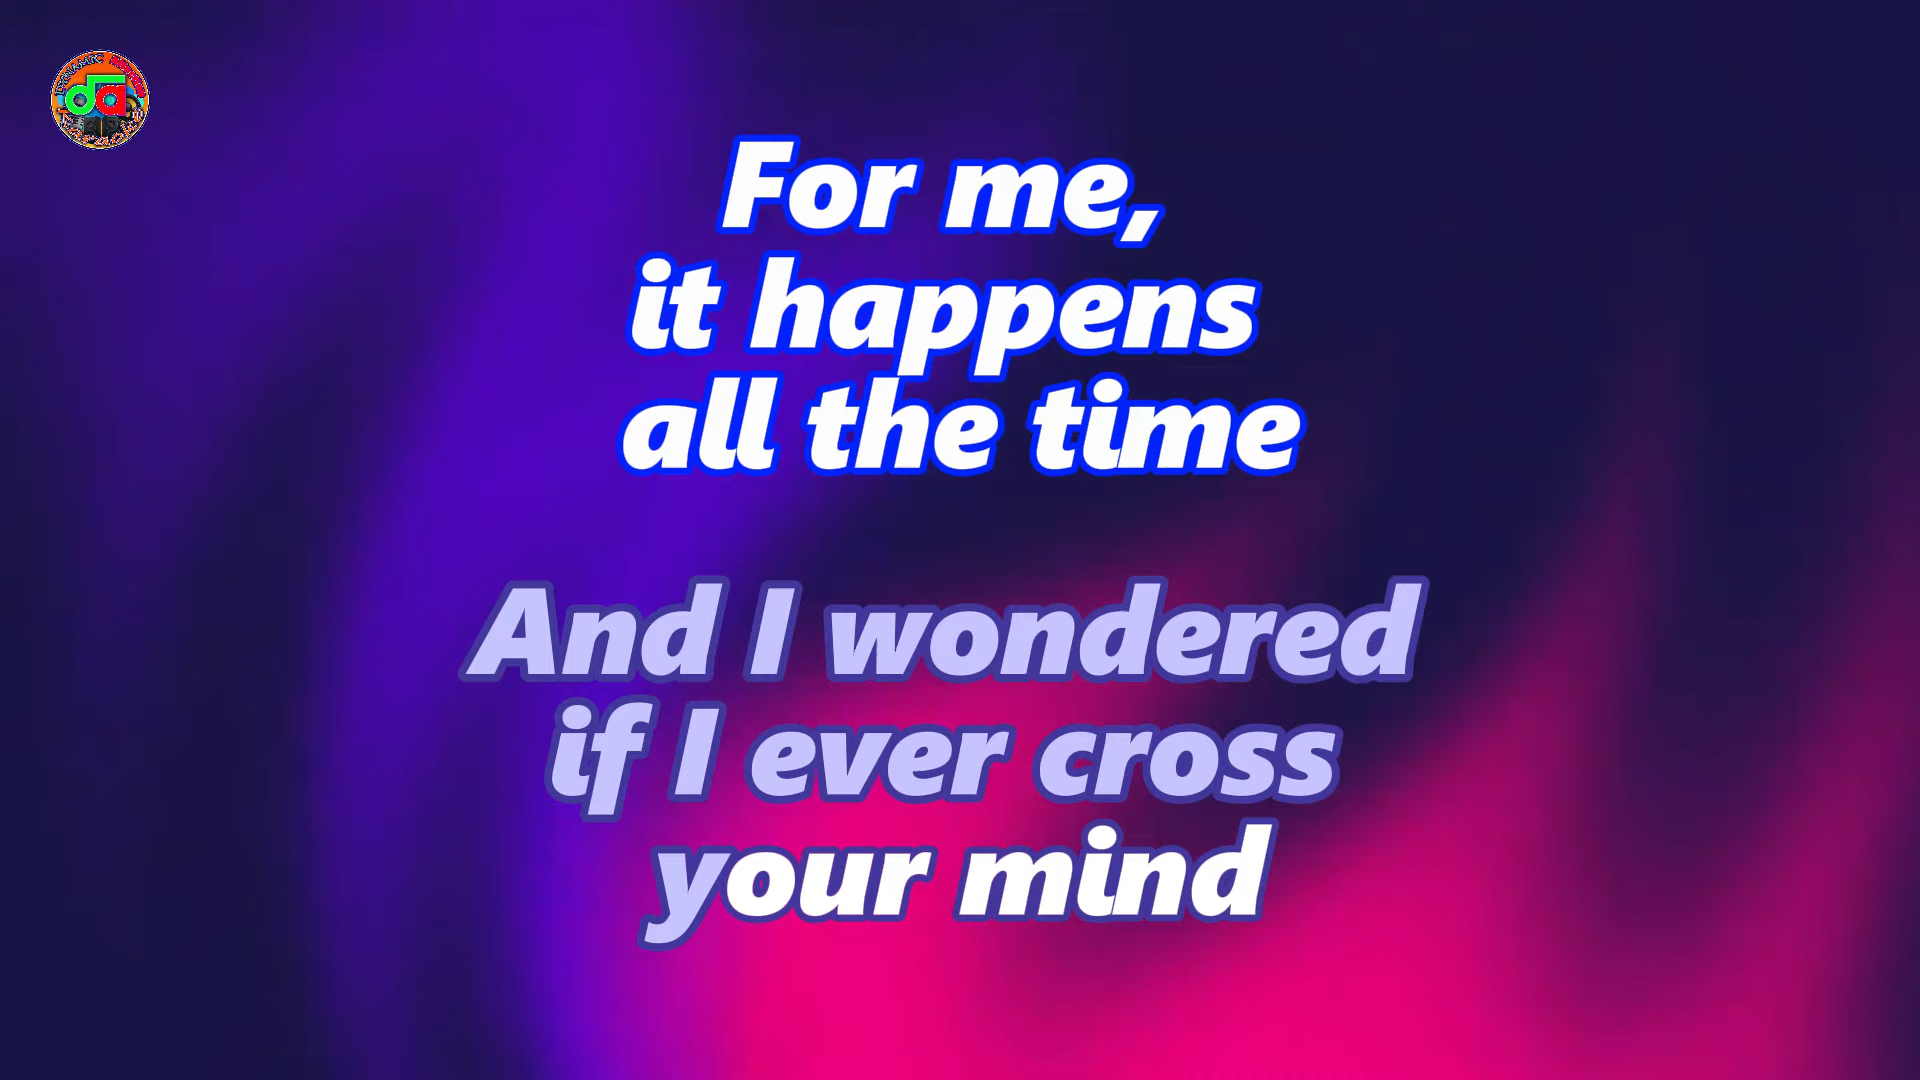 For me,
it happens
all the time
And I wondered
if I ever cross
your mind